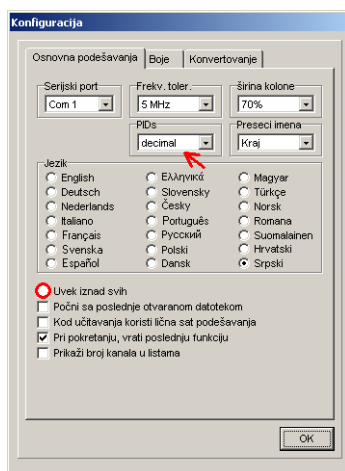 Konfiguracija
Osnovna podešavanja Boje Konvertovanje
Serijski port Frekv. toler. širina kolone
Com 1 5 MHz 70%
PIDs Preseci imena
decimal Kraj
Jezik
English Ελληνικά Magyar
Deutsch Slovensky Türkçe
Nederlands Česky Norsk
Italiano Português Romana
Français Русский Suomalainen
Svenska Polski Hrvatski
Español Dansk Srpski
Uvek iznad svih
Počni sa poslednje otvaranom datotekom
Kod učitavanja koristi lična sat podešavanja
Pri pokretanju, vrati poslednju funkciju
Prikaži broj kanala u listama
OK